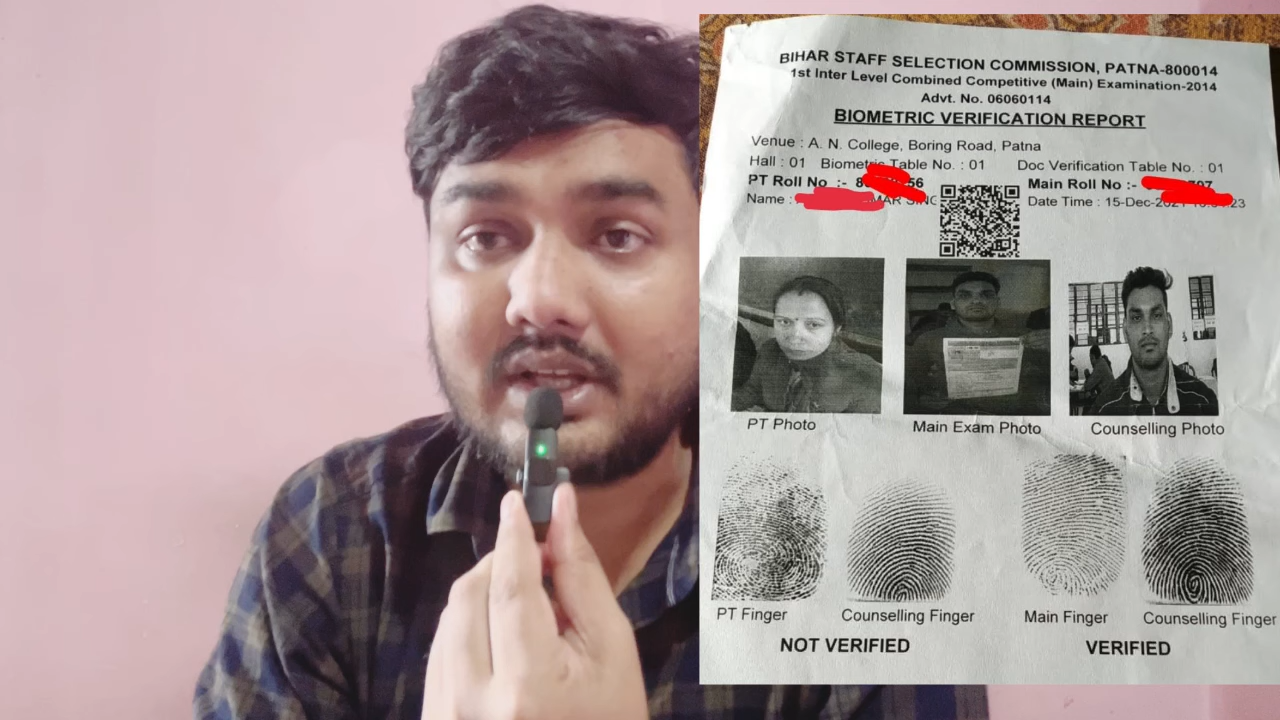 BIHAR STAFF SELECTION COMMISSION, PATNA-800014
1st Inter Level Combined Competitive (Main) Examination-2014
Advt. No. 06060114
BIOMETRIC VERIFICATION REPORT
Venue : A. N. College, Boring Road, Patna
Hall : 01 Biometric Table No. : 01 Doc Verification Table No. : 01
PT Roll No :- 8 56 Main Roll No :-
Name : Date Time : 15-Dec-
PT Photo Main Exam Photo Counselling Photo
PT Finger Counselling Finger Main Finger Counselling Finger
NOT VERIFIED VERIFIED